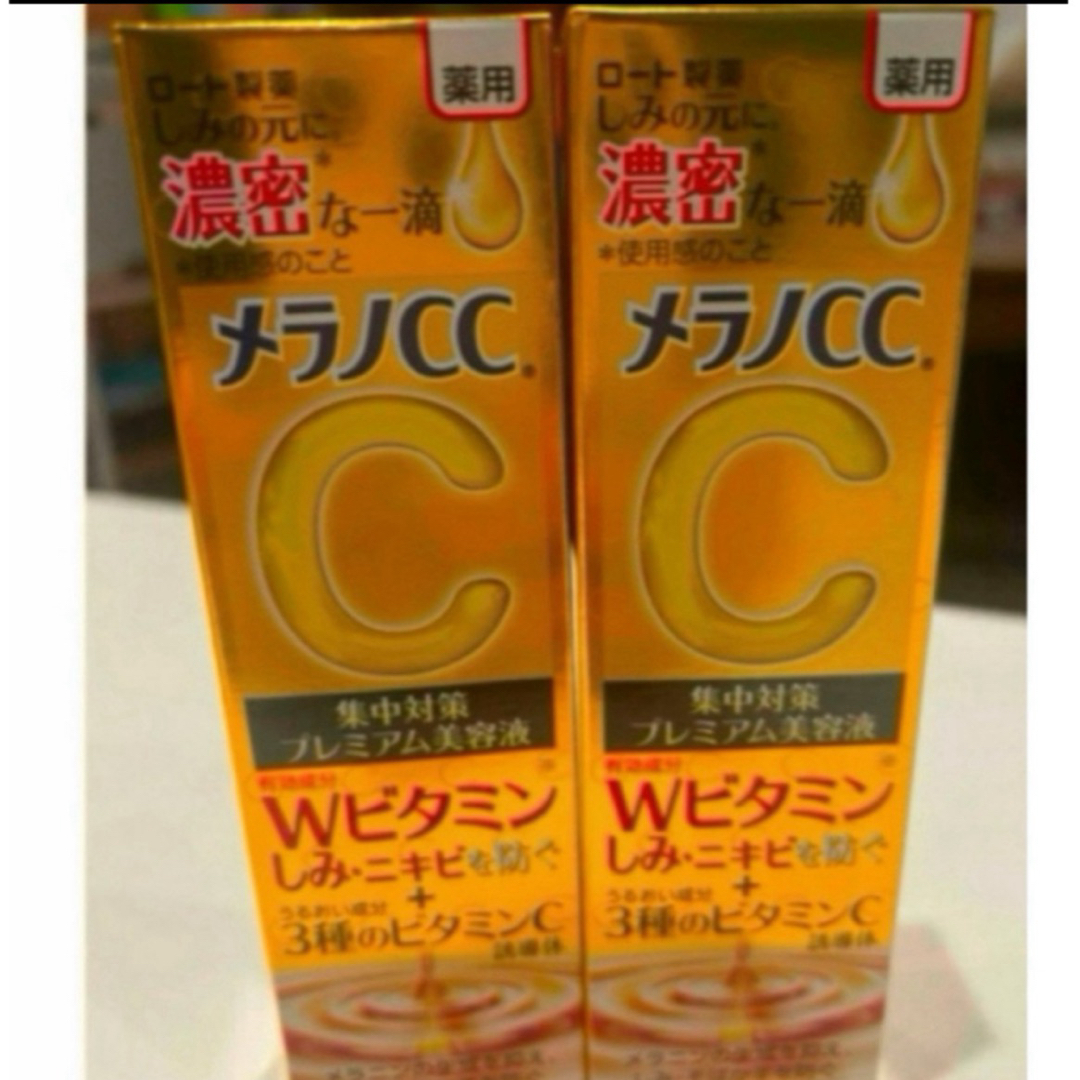 薬用
ロート製薬
しみの元に、
濃密*な一滴
*使用感のこと
メラノCC®
C
集中対策
プレミアム美容液
有効成分
Wビタミン※
しみ・ニキビを防ぐ
+
うるおい成分
3種のビタミンC
誘導体
薬用
ロート製薬
しみの元に、
濃密*な一滴
*使用感のこと
メラノCC®
C
集中対策
プレミアム美容液
有効成分
Wビタミン※
しみ・ニキビを防ぐ
+
うるおい成分
3種のビタミンC
誘導体